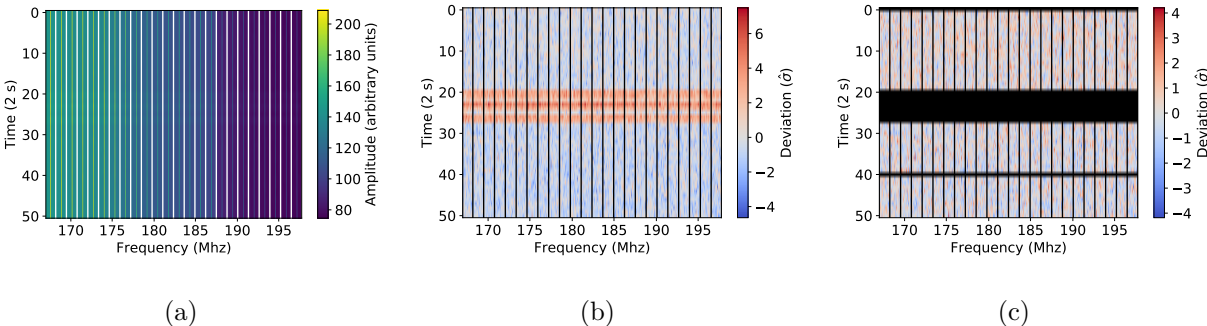 0
10
20
30
40
50
Time (2 s)
170 175 180 185 190 195
Frequency (Mhz)
200
180
160
140
120
100
80
Amplitude (arbitrary units)
(a)
0
10
20
30
40
50
Time (2 s)
170 175 180 185 190 195
Frequency (Mhz)
6
4
2
0
−2
−4
Deviation (σ̂)
(b)
0
10
20
30
40
50
Time (2 s)
170 175 180 185 190 195
Frequency (Mhz)
4
3
2
1
0
−1
−2
−3
−4
Deviation (σ̂)
(c)